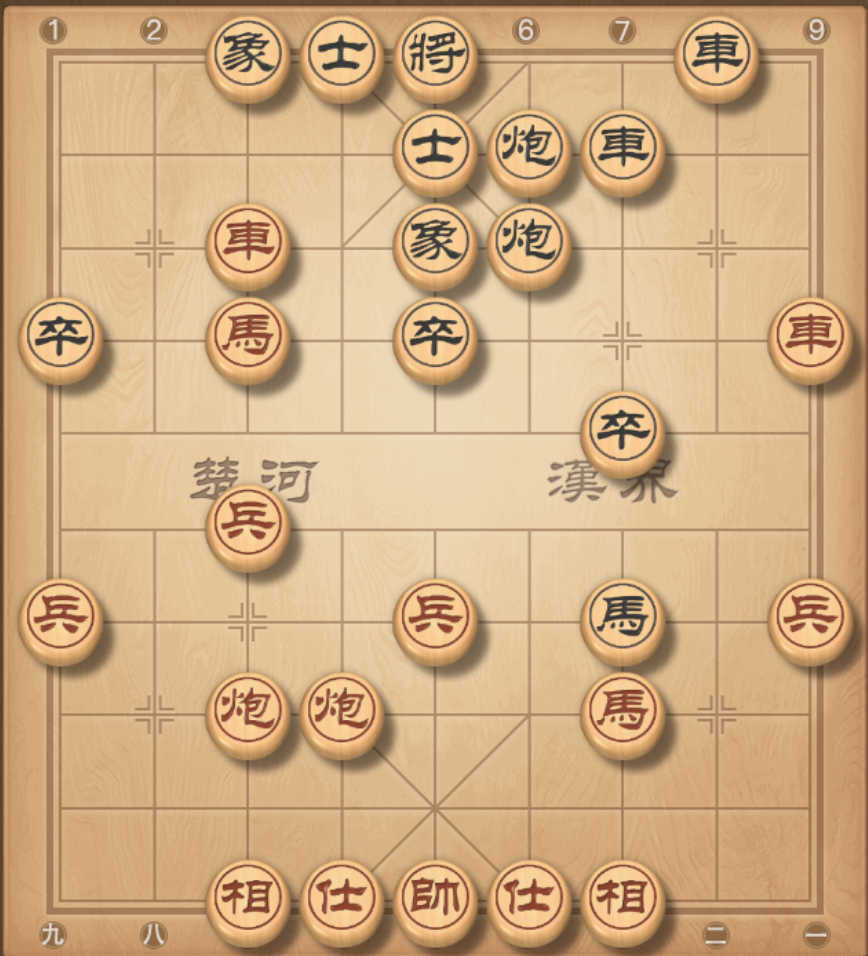 1 2 6 7 9
象 士 將 車
士 炮 車
車 象 炮
卒 馬 卒 車
卒
楚河 漢界
兵
兵 兵 馬 兵
炮 炮 馬
相 仕 帥 仕 相
九 八 二 一